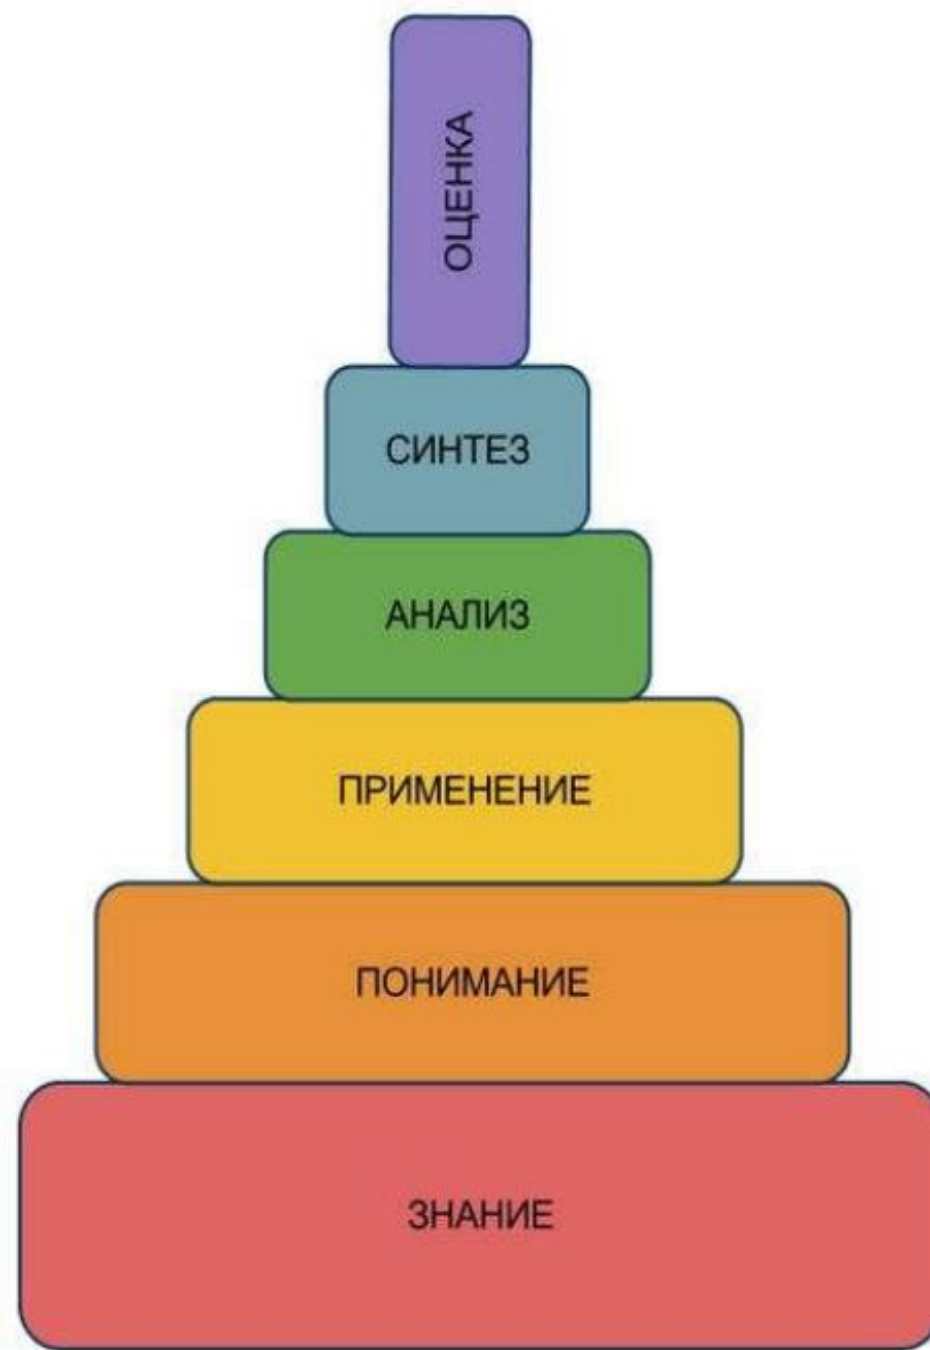 ОЦЕНКА
СИНТЕЗ
АНАЛИЗ
ПРИМЕНЕНИЕ
ПОНИМАНИЕ
ЗНАНИЕ